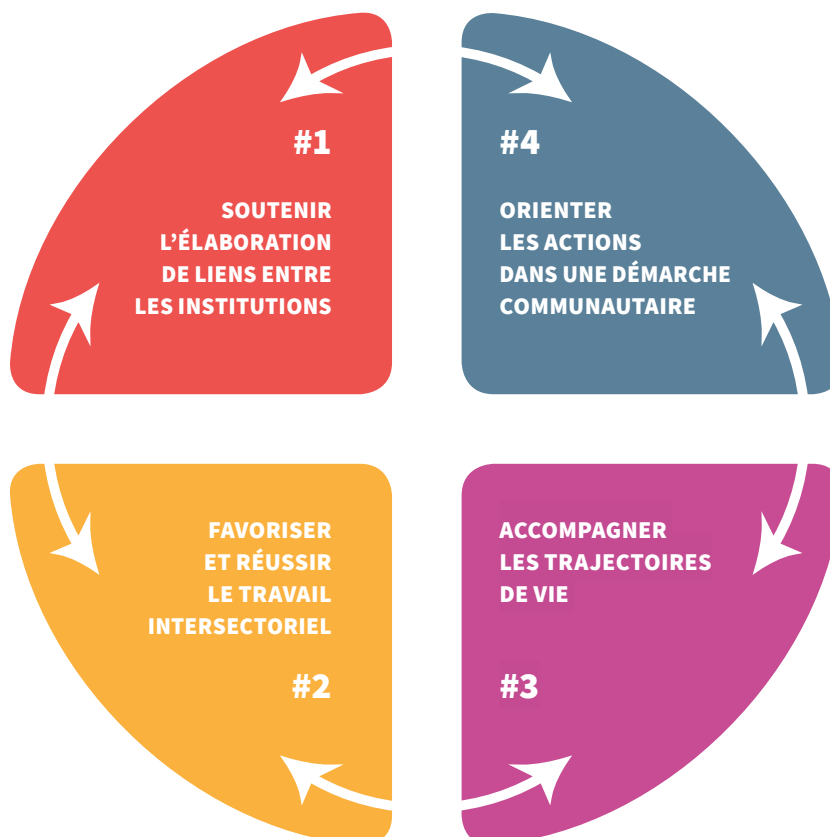 #1
SOUTENIR
L’ÉLABORATION
DE LIENS ENTRE
LES INSTITUTIONS
#4
ORIENTER
LES ACTIONS
DANS UNE DÉMARCHE
COMMUNAUTAIRE
FAVORISER
ET RÉUSSIR
LE TRAVAIL
INTERSECTORIEL
#2
ACCOMPAGNER
LES TRAJECTOIRES
DE VIE
#3